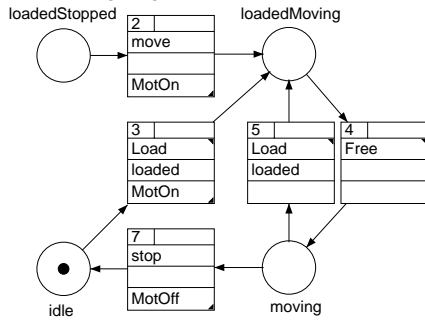 loadedStopped
loadedMoving
2
move
MotOn
3
Load
loaded
MotOn
5
Load
loaded
4
Free
7
stop
MotOff
idle
moving